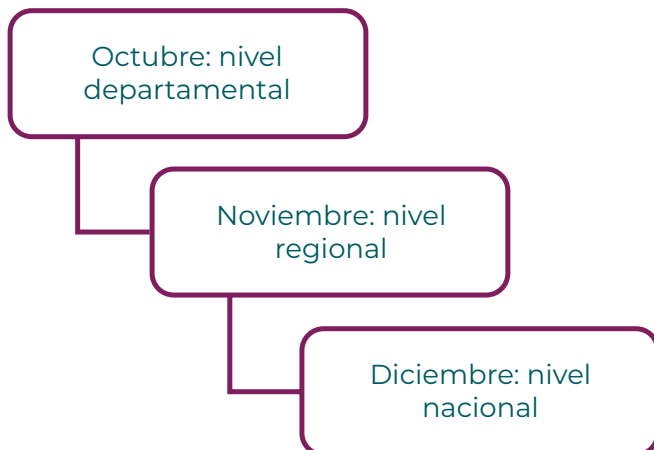 Octubre: nivel
departamental
Noviembre: nivel
regional
Diciembre: nivel
nacional